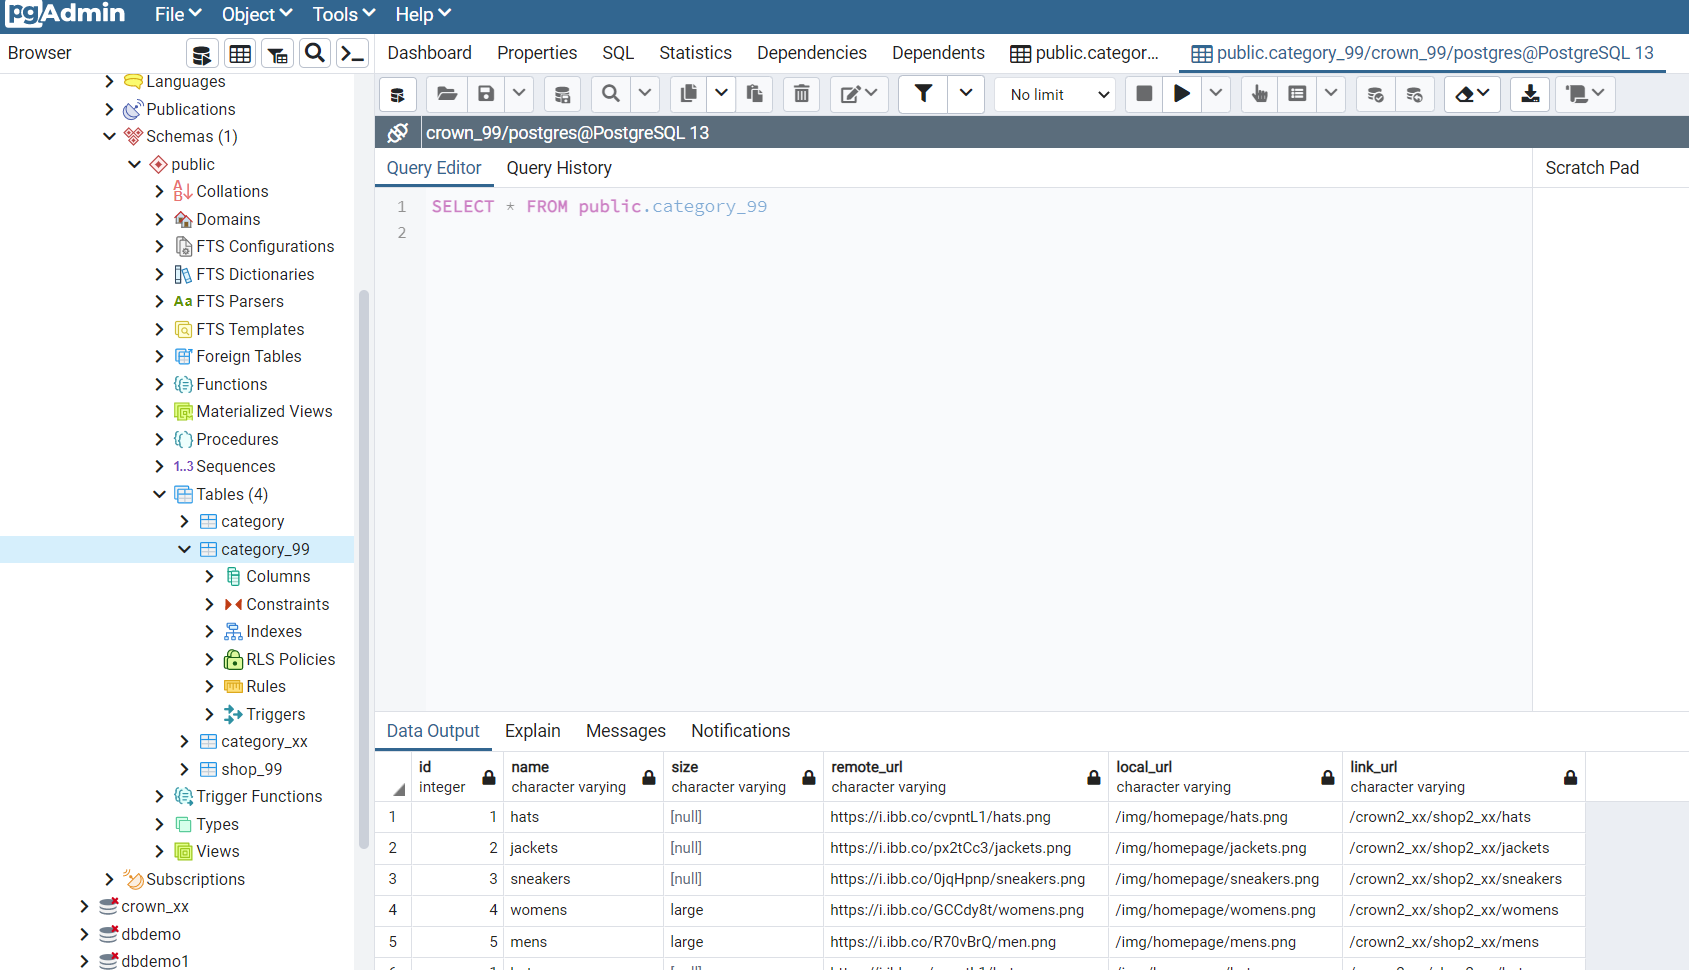 pgAdmin File Object Tools Help
Browser
Dashboard Properties SQL Statistics Dependencies Dependents public.categor... public.category_99/crown_99/postgres@PostgreSQL 13
No limit
crown_99/postgres@PostgreSQL 13
Query Editor Query History
Scratch Pad
1 SELECT * FROM public.category_99
2
Languages
Publications
Schemas (1)
public
Collations
Domains
FTS Configurations
FTS Dictionaries
Aa FTS Parsers
FTS Templates
Foreign Tables
Functions
Materialized Views
Procedures
1..3 Sequences
Tables (4)
category
category_99
Columns
Constraints
Indexes
RLS Policies
Rules
Triggers
category_xx
shop_99
Trigger Functions
Types
Views
Subscriptions
crown_xx
dbdemo
dbdemo1
Data Output Explain Messages Notifications
id name size remote_url local_url link_url
integer character varying character varying character varying character varying character varying
1 1 hats [null] https://i.ibb.co/cvpntL1/hats.png /img/homepage/hats.png /crown2_xx/shop2_xx/hats
2 2 jackets [null] https://i.ibb.co/px2tCc3/jackets.png /img/homepage/jackets.png /crown2_xx/shop2_xx/jackets
3 3 sneakers [null] https://i.ibb.co/0jqHpnp/sneakers.png /img/homepage/sneakers.png /crown2_xx/shop2_xx/sneakers
4 4 womens large https://i.ibb.co/GCCdy8t/womens.png /img/homepage/womens.png /crown2_xx/shop2_xx/womens
5 5 mens large https://i.ibb.co/R70vBrQ/men.png /img/homepage/mens.png /crown2_xx/shop2_xx/mens